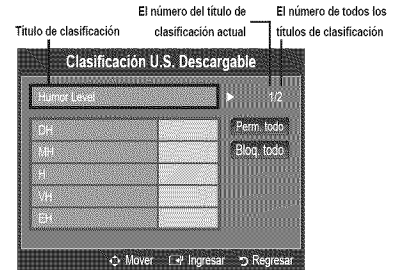 El número del título de
El número de todos los
Título de clasificación
clasificación actual
títulos de clasificación
Clasificación U.S. Descargable
Humor Level
1/2
DH
Perm. todo
MH
Bloq. todo
H
VH
EH
Mover
Ingresar
Regresar